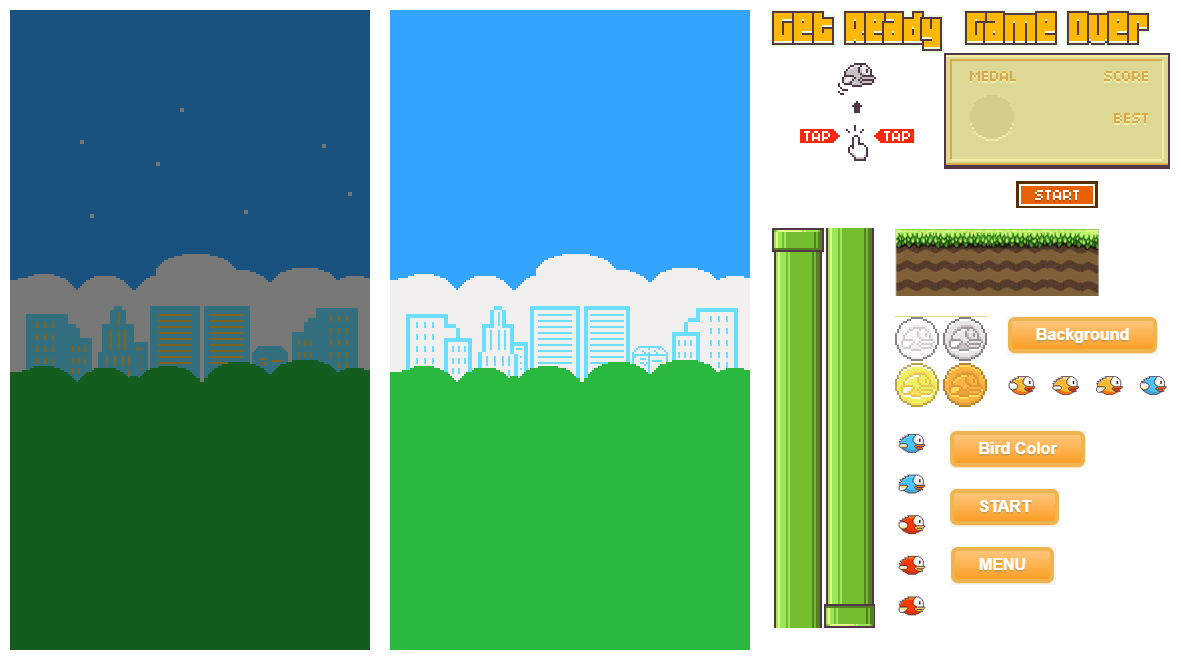 Get Ready
Game Over
MEDAL
SCORE
BEST
TAP
TAP
START
Background
Bird Color
START
MENU